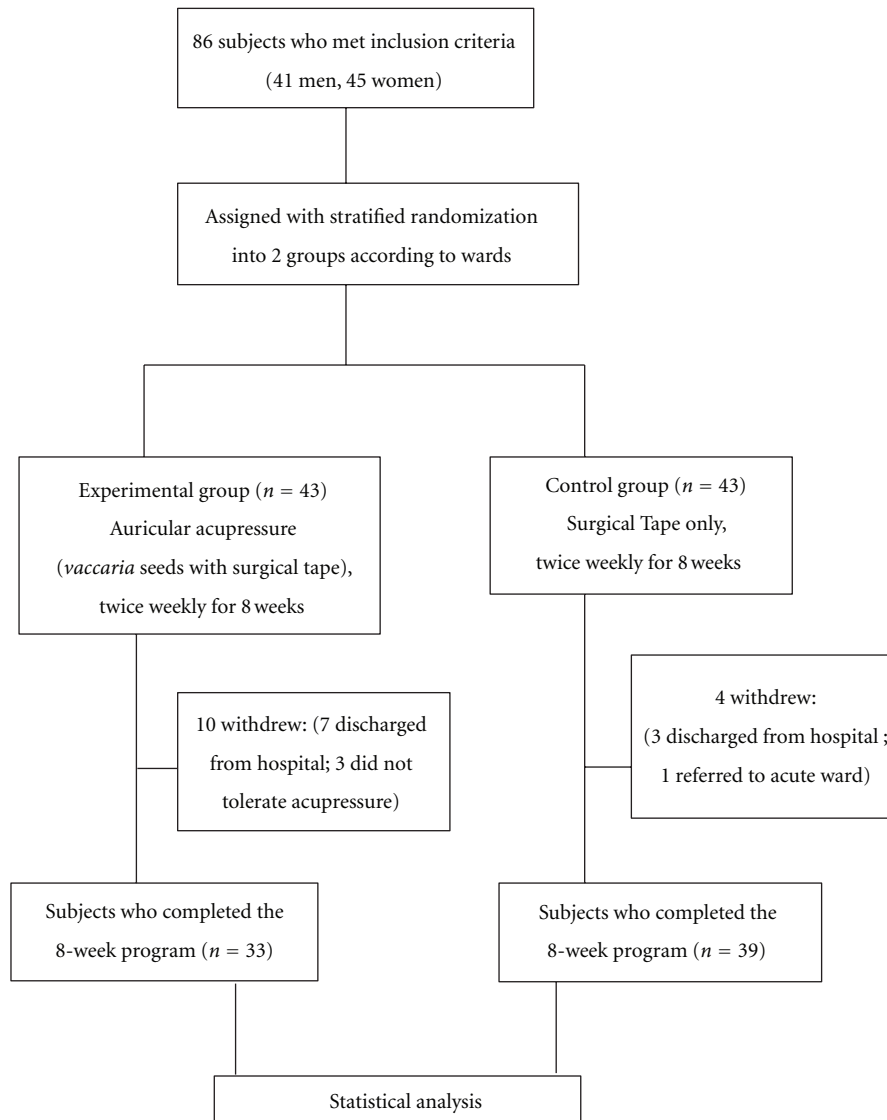 86 subjects who met inclusion criteria
(41 men, 45 women)
Assigned with stratified randomization
into 2 groups according to wards
Experimental group (n = 43)
Auricular acupressure
(vaccaria seeds with surgical tape),
twice weekly for 8 weeks
Control group (n = 43)
Surgical Tape only,
twice weekly for 8 weeks
10 withdrew: (7 discharged
from hospital; 3 did not
tolerate acupressure)
4 withdrew:
(3 discharged from hospital ;
1 referred to acute ward)
Subjects who completed the
8-week program (n = 33)
Subjects who completed the
8-week program (n = 39)
Statistical analysis